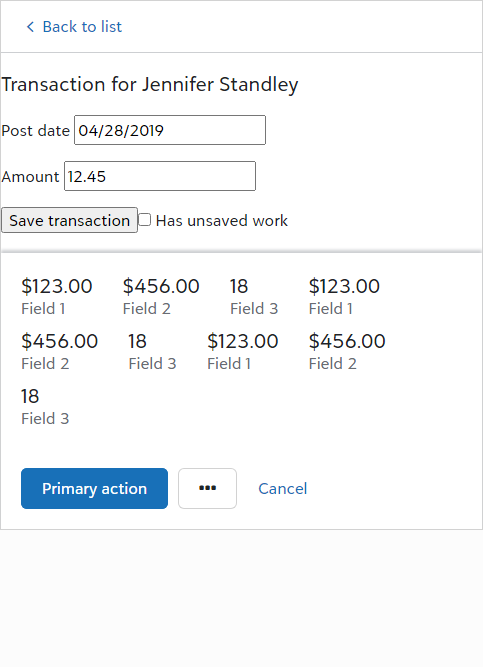 Back to list
Transaction for Jennifer Standley
Post date 04/28/2019
Amount 12.45
Save transaction Has unsaved work
$123.00 $456.00 18 $123.00
Field 1 Field 2 Field 3 Field 1
$456.00 18 $123.00 $456.00
Field 2 Field 3 Field 1 Field 2
18
Field 3
Primary action ••• Cancel